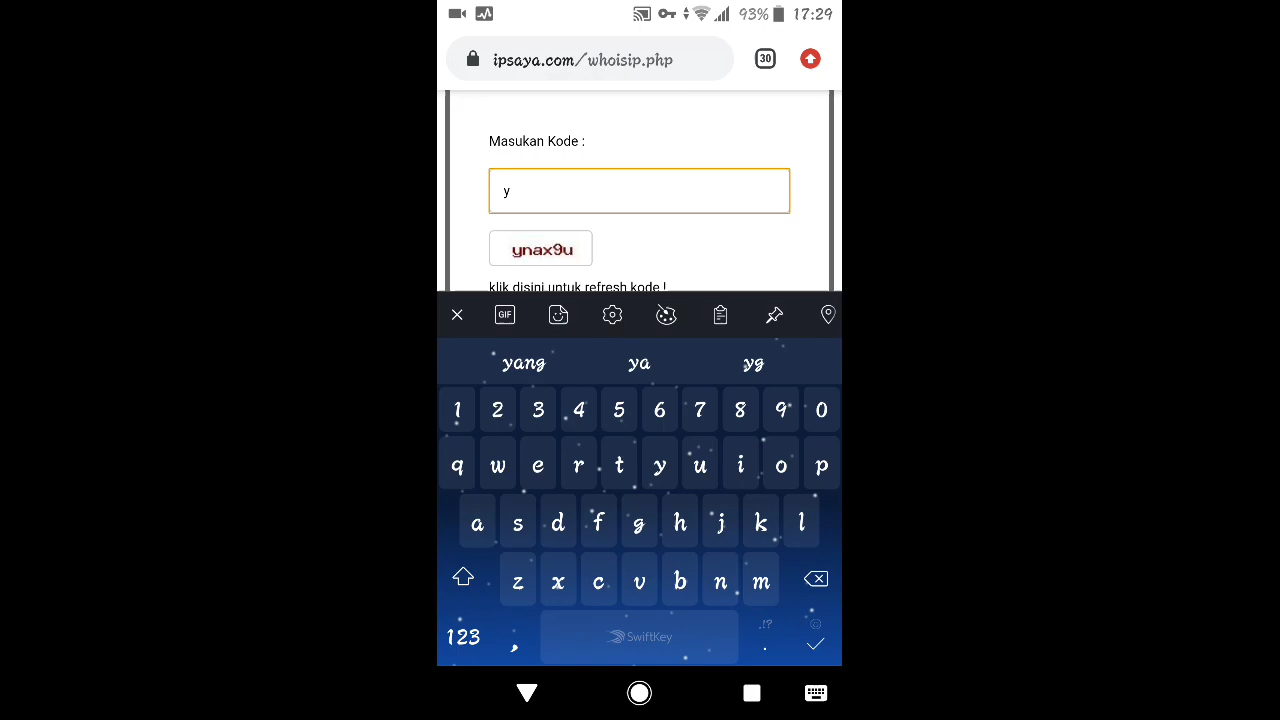 93% 17:29
ipsaya.com/whoisip.php 30
Masukan Kode :
y
ynax9u
klik disini untuk refresh kode !
GIF
yang ya yg
1 2 3 4 5 6 7 8 9 0
q w e r t y u i o p
a s d f g h j k l
z x c v b n m
.!?
123 , SwiftKey .